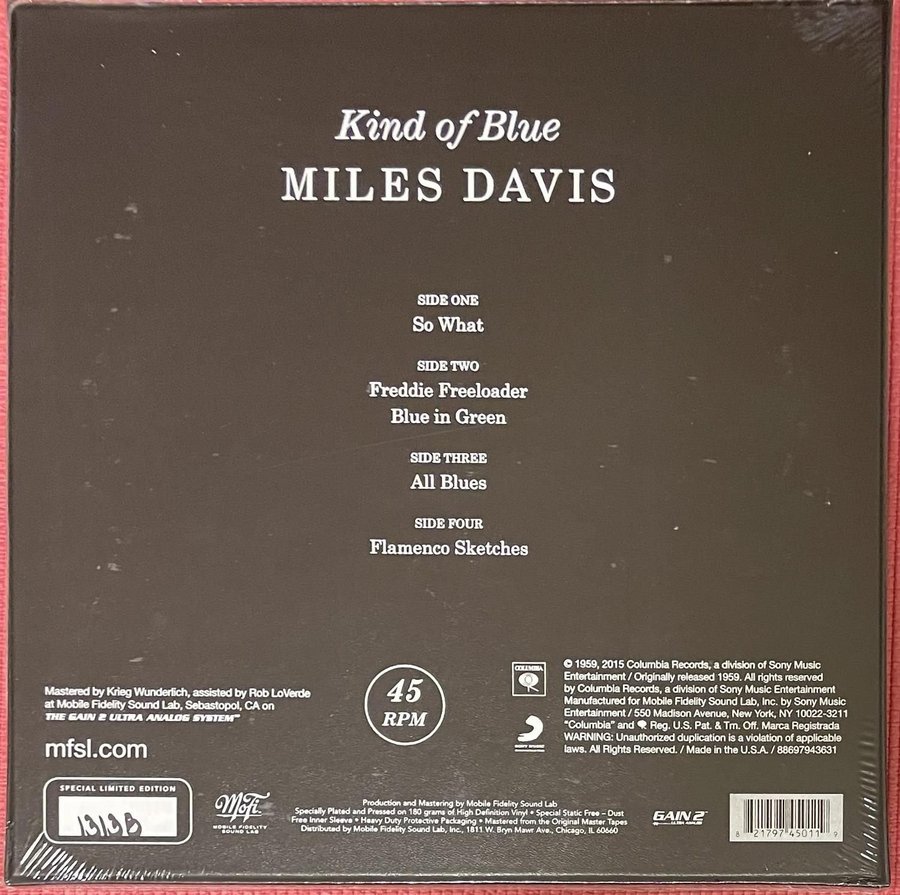 Kind of Blue
MILES DAVIS
SIDE ONE
So What
SIDE TWO
Freddie Freeloader
Blue in Green
SIDE THREE
All Blues
SIDE FOUR
Flamenco Sketches
Mastered by Krieg Wunderlich, assisted by Rob LoVerde
at Mobile Fidelity Sound Lab, Sebastopol, CA on
THE GAIN 2 ULTRA ANALOG SYSTEM™
mfsl.com
45
RPM
COLUMBIA
SONY MUSIC
© 1959, 2015 Columbia Records, a division of Sony Music
Entertainment / Originally released 1959. All rights reserved
by Columbia Records, a division of Sony Music Entertainment
Manufactured for Mobile Fidelity Sound Lab, Inc. by Sony Music
Entertainment / 550 Madison Avenue, New York, NY 10022-3211
"Columbia" and Reg. U.S. Pat. & Tm. Off. Marca Registrada
WARNING: Unauthorized duplication is a violation of applicable
laws. All Rights Reserved. / Made in the U.S.A. / 88697943631
SPECIAL LIMITED EDITION
MoFi
MOBILE FIDELITY
SOUND LAB
Production and Mastering by Mobile Fidelity Sound Lab
Specially Plated and Pressed on 180 grams of High Definition Vinyl • Special Static Free – Dust
Free Inner Sleeve • Heavy Duty Protective Packaging • Mastered from the Original Master Tapes
Distributed by Mobile Fidelity Sound Lab, Inc., 1811 W. Bryn Mawr Ave., Chicago, IL 60660
GAIN 2™
ULTRA ANALOG
8 21797 45011 9